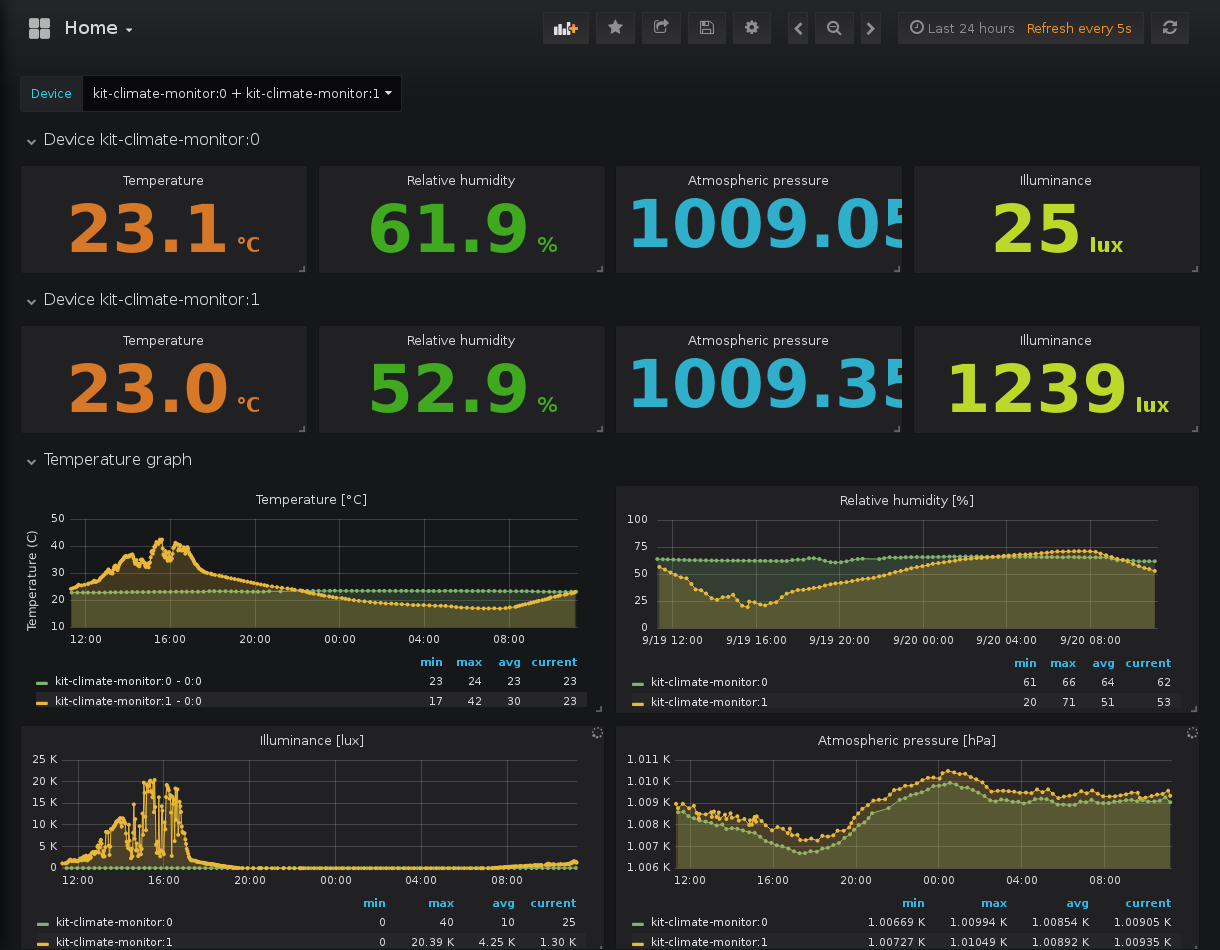 Home
Last 24 hours Refresh every 5s
Device kit-climate-monitor:0 + kit-climate-monitor:1
Device kit-climate-monitor:0
Temperature Relative humidity Atmospheric pressure Illuminance
23.1 °C 61.9 % 1009.05 25 lux
Device kit-climate-monitor:1
Temperature Relative humidity Atmospheric pressure Illuminance
23.0 °C 52.9 % 1009.35 1239 lux
Temperature graph
Temperature [°C]
Temperature (C)
50
40
30
20
10
12:00 16:00 20:00 00:00 04:00 08:00
min max avg current
kit-climate-monitor:0 - 0:0 23 24 23 23
kit-climate-monitor:1 - 0:0 17 42 30 23
Relative humidity [%]
100
75
50
25
0
9/19 12:00 9/19 16:00 9/19 20:00 9/20 00:00 9/20 04:00 9/20 08:00
min max avg current
kit-climate-monitor:0 61 66 64 62
kit-climate-monitor:1 20 71 51 53
Illuminance [lux]
25 K
20 K
15 K
10 K
5 K
0
12:00 16:00 20:00 00:00 04:00 08:00
min max avg current
kit-climate-monitor:0 0 40 10 25
kit-climate-monitor:1 0 20.39 K 4.25 K 1.30 K
Atmospheric pressure [hPa]
1.011 K
1.010 K
1.009 K
1.008 K
1.007 K
1.006 K
12:00 16:00 20:00 00:00 04:00 08:00
min max avg current
kit-climate-monitor:0 1.00669 K 1.00994 K 1.00854 K 1.00905 K
kit-climate-monitor:1 1.00727 K 1.01049 K 1.00892 K 1.00935 K